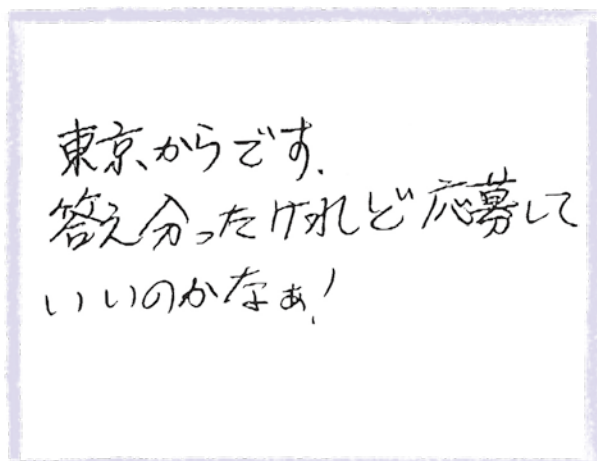 東京からです.
答え分ったけれど応募して
いいのかなぁ!